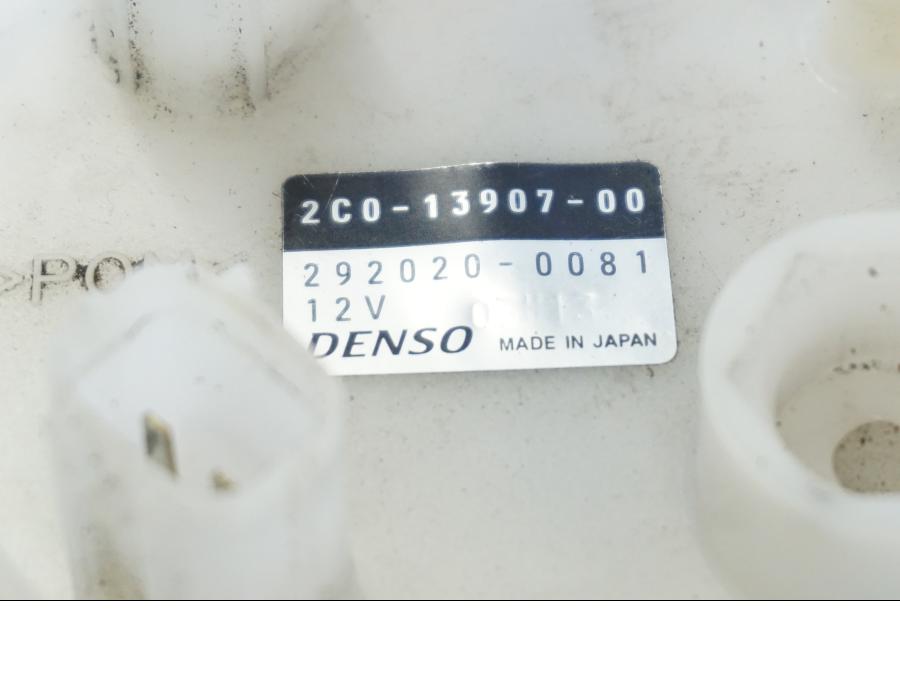 2C0-13907-00
292020-0081
12V
DENSO MADE IN JAPAN